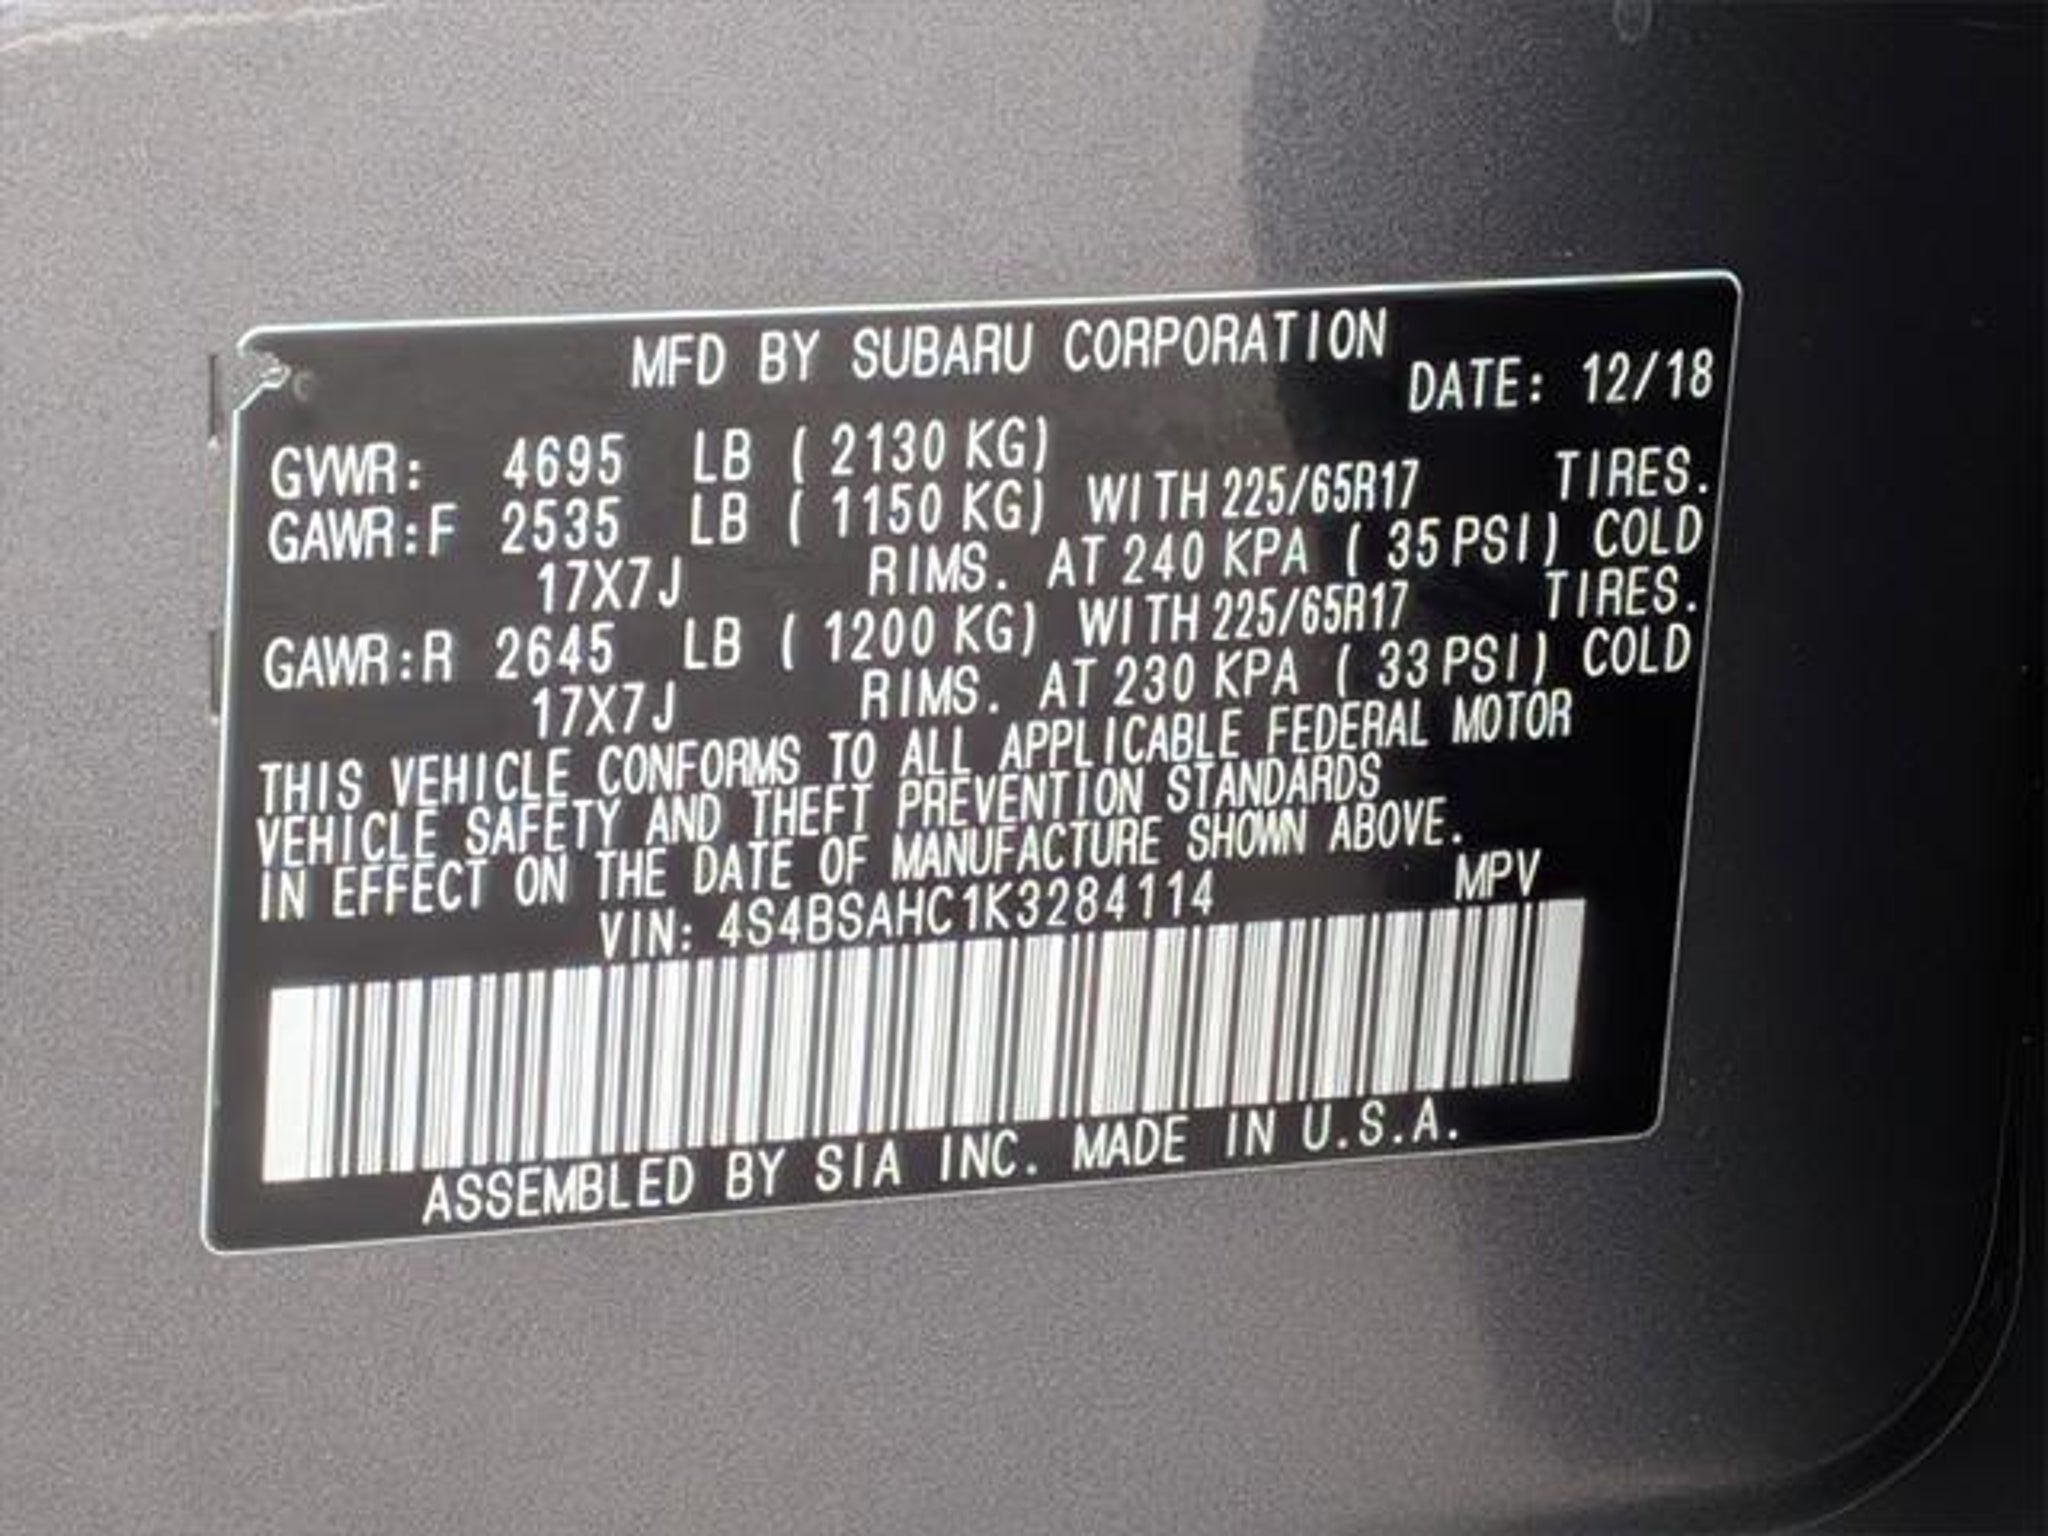 MFD BY SUBARU CORPORATION
DATE: 12/18
GVWR: 4695 LB ( 2130 KG)
GAWR:F 2535 LB ( 1150 KG) WITH 225/65R17 TIRES.
17X7J RIMS. AT 240 KPA ( 35 PSI) COLD
GAWR:R 2645 LB ( 1200 KG) WITH 225/65R17 TIRES.
17X7J RIMS. AT 230 KPA ( 33 PSI) COLD
THIS VEHICLE CONFORMS TO ALL APPLICABLE FEDERAL MOTOR
VEHICLE SAFETY AND THEFT PREVENTION STANDARDS
IN EFFECT ON THE DATE OF MANUFACTURE SHOWN ABOVE.
VIN: 4S4BSAHC1K3284114 MPV
ASSEMBLED BY SIA INC. MADE IN U.S.A.